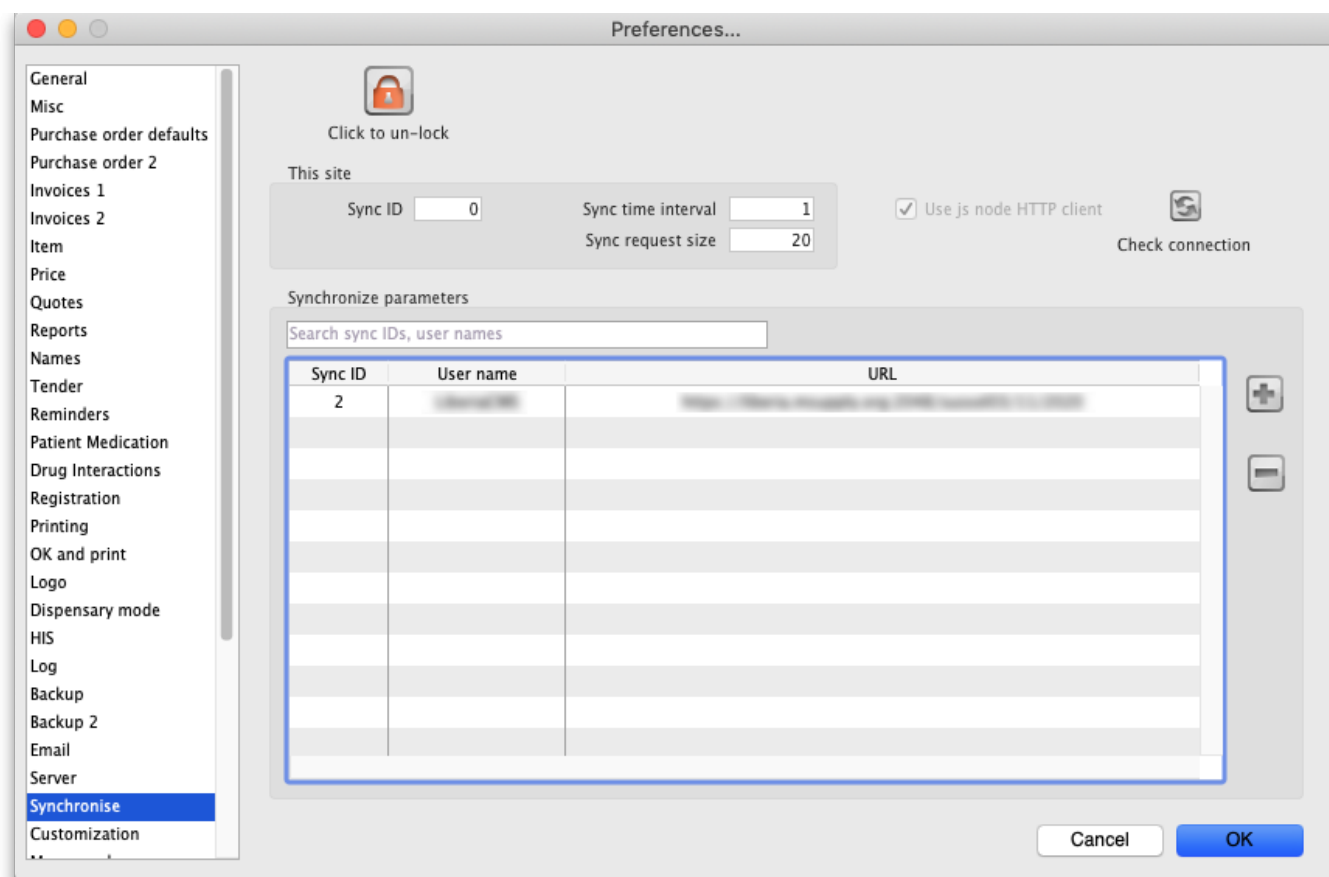 Preferences...
General
Misc
Purchase order defaults
Purchase order 2
Invoices 1
Invoices 2
Item
Price
Quotes
Reports
Names
Tender
Reminders
Patient Medication
Drug Interactions
Registration
Printing
OK and print
Logo
Dispensary mode
HIS
Log
Backup
Backup 2
Email
Server
Synchronise
Customization
Click to un-lock
This site
Sync ID 0
Sync time interval 1
Sync request size 20
Use js node HTTP client
Check connection
Synchronize parameters
Search sync IDs, user names
Sync ID User name URL
2
Cancel OK